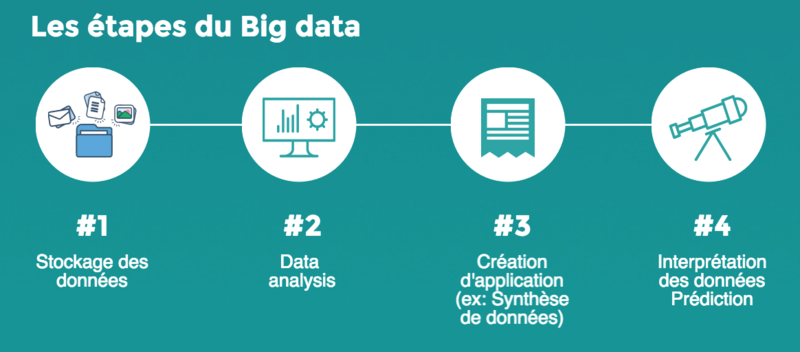 Les étapes du Big data
#1
Stockage des
données
#2
Data
analysis
#3
Création
d'application
(ex: Synthèse
de données)
#4
Interprétation
des données
Prédiction